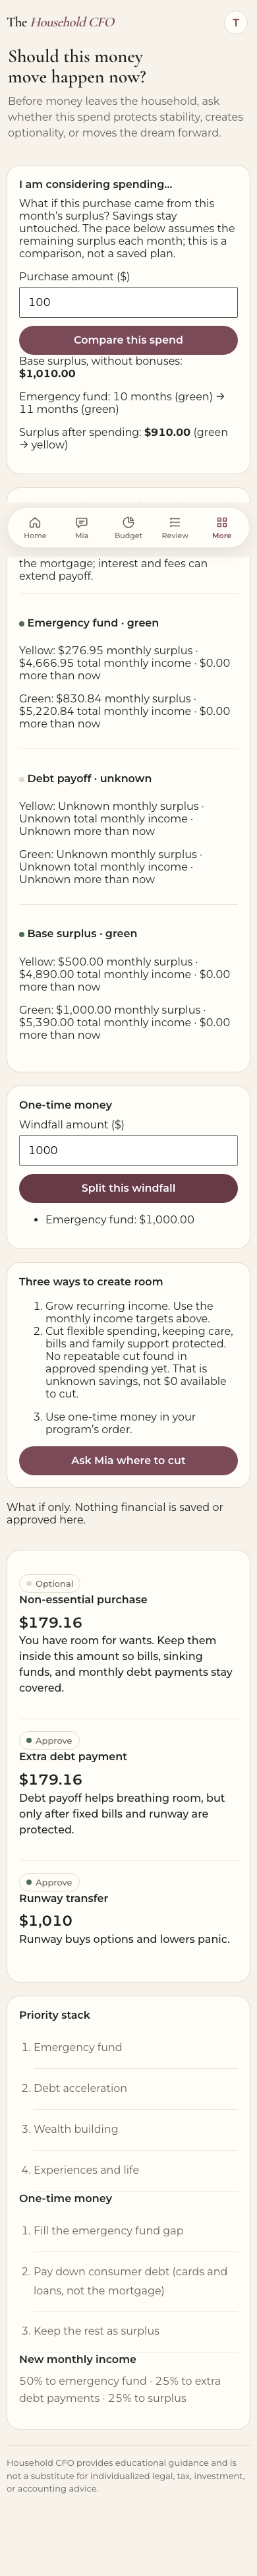 The Household CFO
T
Should this money
move happen now?
Before money leaves the household, ask
whether this spend protects stability, creates
optionality, or moves the dream forward.
I am considering spending...
What if this purchase came from this
month's surplus? Savings stay
untouched. The pace below assumes the
remaining surplus each month; this is a
comparison, not a saved plan.
Purchase amount ($)
100
Compare this spend
Base surplus, without bonuses:
$1,010.00
Emergency fund: 10 months (green) →
11 months (green)
Surplus after spending: $910.00 (green
→ yellow)
Home
Mia
Budget
Review
More
the mortgage; interest and fees can
extend payoff.
Emergency fund · green
Yellow: $276.95 monthly surplus ·
$4,666.95 total monthly income · $0.00
more than now
Green: $830.84 monthly surplus ·
$5,220.84 total monthly income · $0.00
more than now
Debt payoff · unknown
Yellow: Unknown monthly surplus ·
Unknown total monthly income ·
Unknown more than now
Green: Unknown monthly surplus ·
Unknown total monthly income ·
Unknown more than now
Base surplus · green
Yellow: $500.00 monthly surplus ·
$4,890.00 total monthly income · $0.00
more than now
Green: $1,000.00 monthly surplus ·
$5,390.00 total monthly income · $0.00
more than now
One-time money
Windfall amount ($)
1000
Split this windfall
• Emergency fund: $1,000.00
Three ways to create room
1. Grow recurring income. Use the
monthly income targets above.
2. Cut flexible spending, keeping care,
bills and family support protected.
No repeatable cut found in
approved spending yet. That is
unknown savings, not $0 available
to cut.
3. Use one-time money in your
program's order.
Ask Mia where to cut
What if only. Nothing financial is saved or
approved here.
Optional
Non-essential purchase
$179.16
You have room for wants. Keep them
inside this amount so bills, sinking
funds, and monthly debt payments stay
covered.
Approve
Extra debt payment
$179.16
Debt payoff helps breathing room, but
only after fixed bills and runway are
protected.
Approve
Runway transfer
$1,010
Runway buys options and lowers panic.
Priority stack
1. Emergency fund
2. Debt acceleration
3. Wealth building
4. Experiences and life
One-time money
1. Fill the emergency fund gap
2. Pay down consumer debt (cards and
loans, not the mortgage)
3. Keep the rest as surplus
New monthly income
50% to emergency fund · 25% to extra
debt payments · 25% to surplus
Household CFO provides educational guidance and is
not a substitute for individualized legal, tax, investment,
or accounting advice.